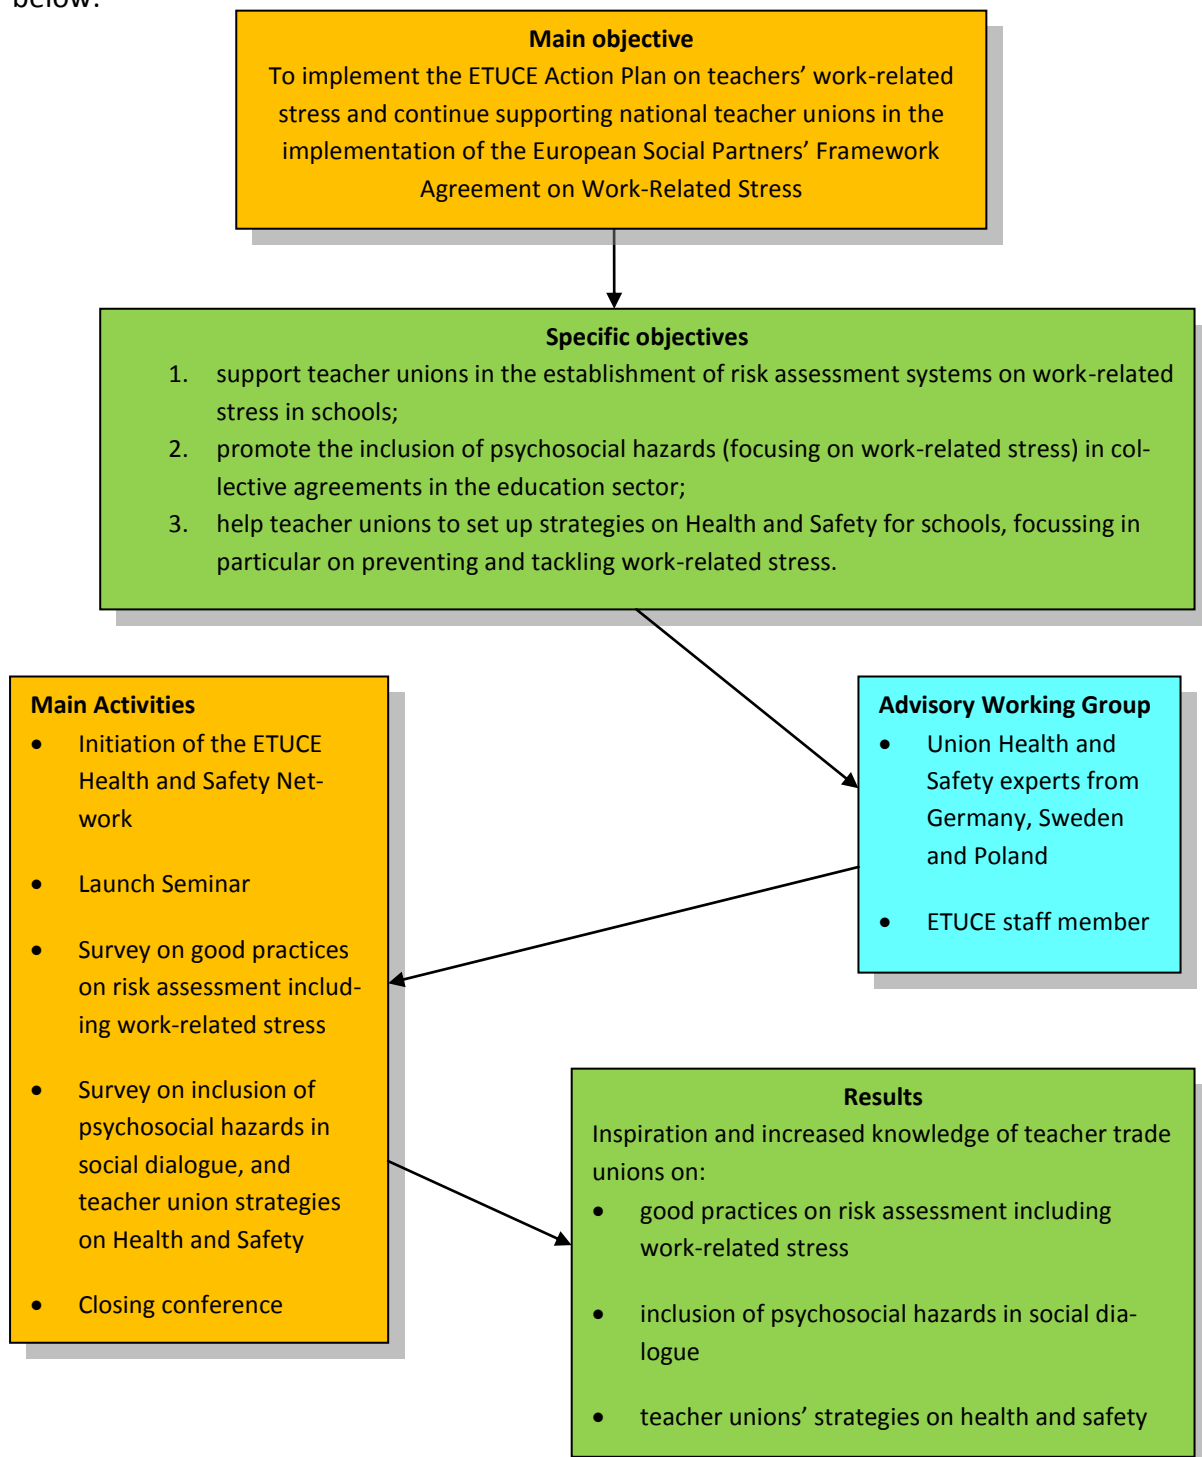 below:
Main objective
To implement the ETUCE Action Plan on teachers’ work-related
stress and continue supporting national teacher unions in the
implementation of the European Social Partners’ Framework
Agreement on Work-Related Stress
Specific objectives
1. support teacher unions in the establishment of risk assessment systems on work-related
stress in schools;
2. promote the inclusion of psychosocial hazards (focusing on work-related stress) in col-
lective agreements in the education sector;
3. help teacher unions to set up strategies on Health and Safety for schools, focussing in
particular on preventing and tackling work-related stress.
Main Activities
• Initiation of the ETUCE
Health and Safety Net-
work
• Launch Seminar
• Survey on good practices
on risk assessment includ-
ing work-related stress
• Survey on inclusion of
psychosocial hazards in
social dialogue, and
teacher union strategies
on Health and Safety
• Closing conference
Advisory Working Group
• Union Health and
Safety experts from
Germany, Sweden
and Poland
• ETUCE staff member
Results
Inspiration and increased knowledge of teacher trade
unions on:
• good practices on risk assessment including
work-related stress
• inclusion of psychosocial hazards in social dia-
logue
• teacher unions’ strategies on health and safety